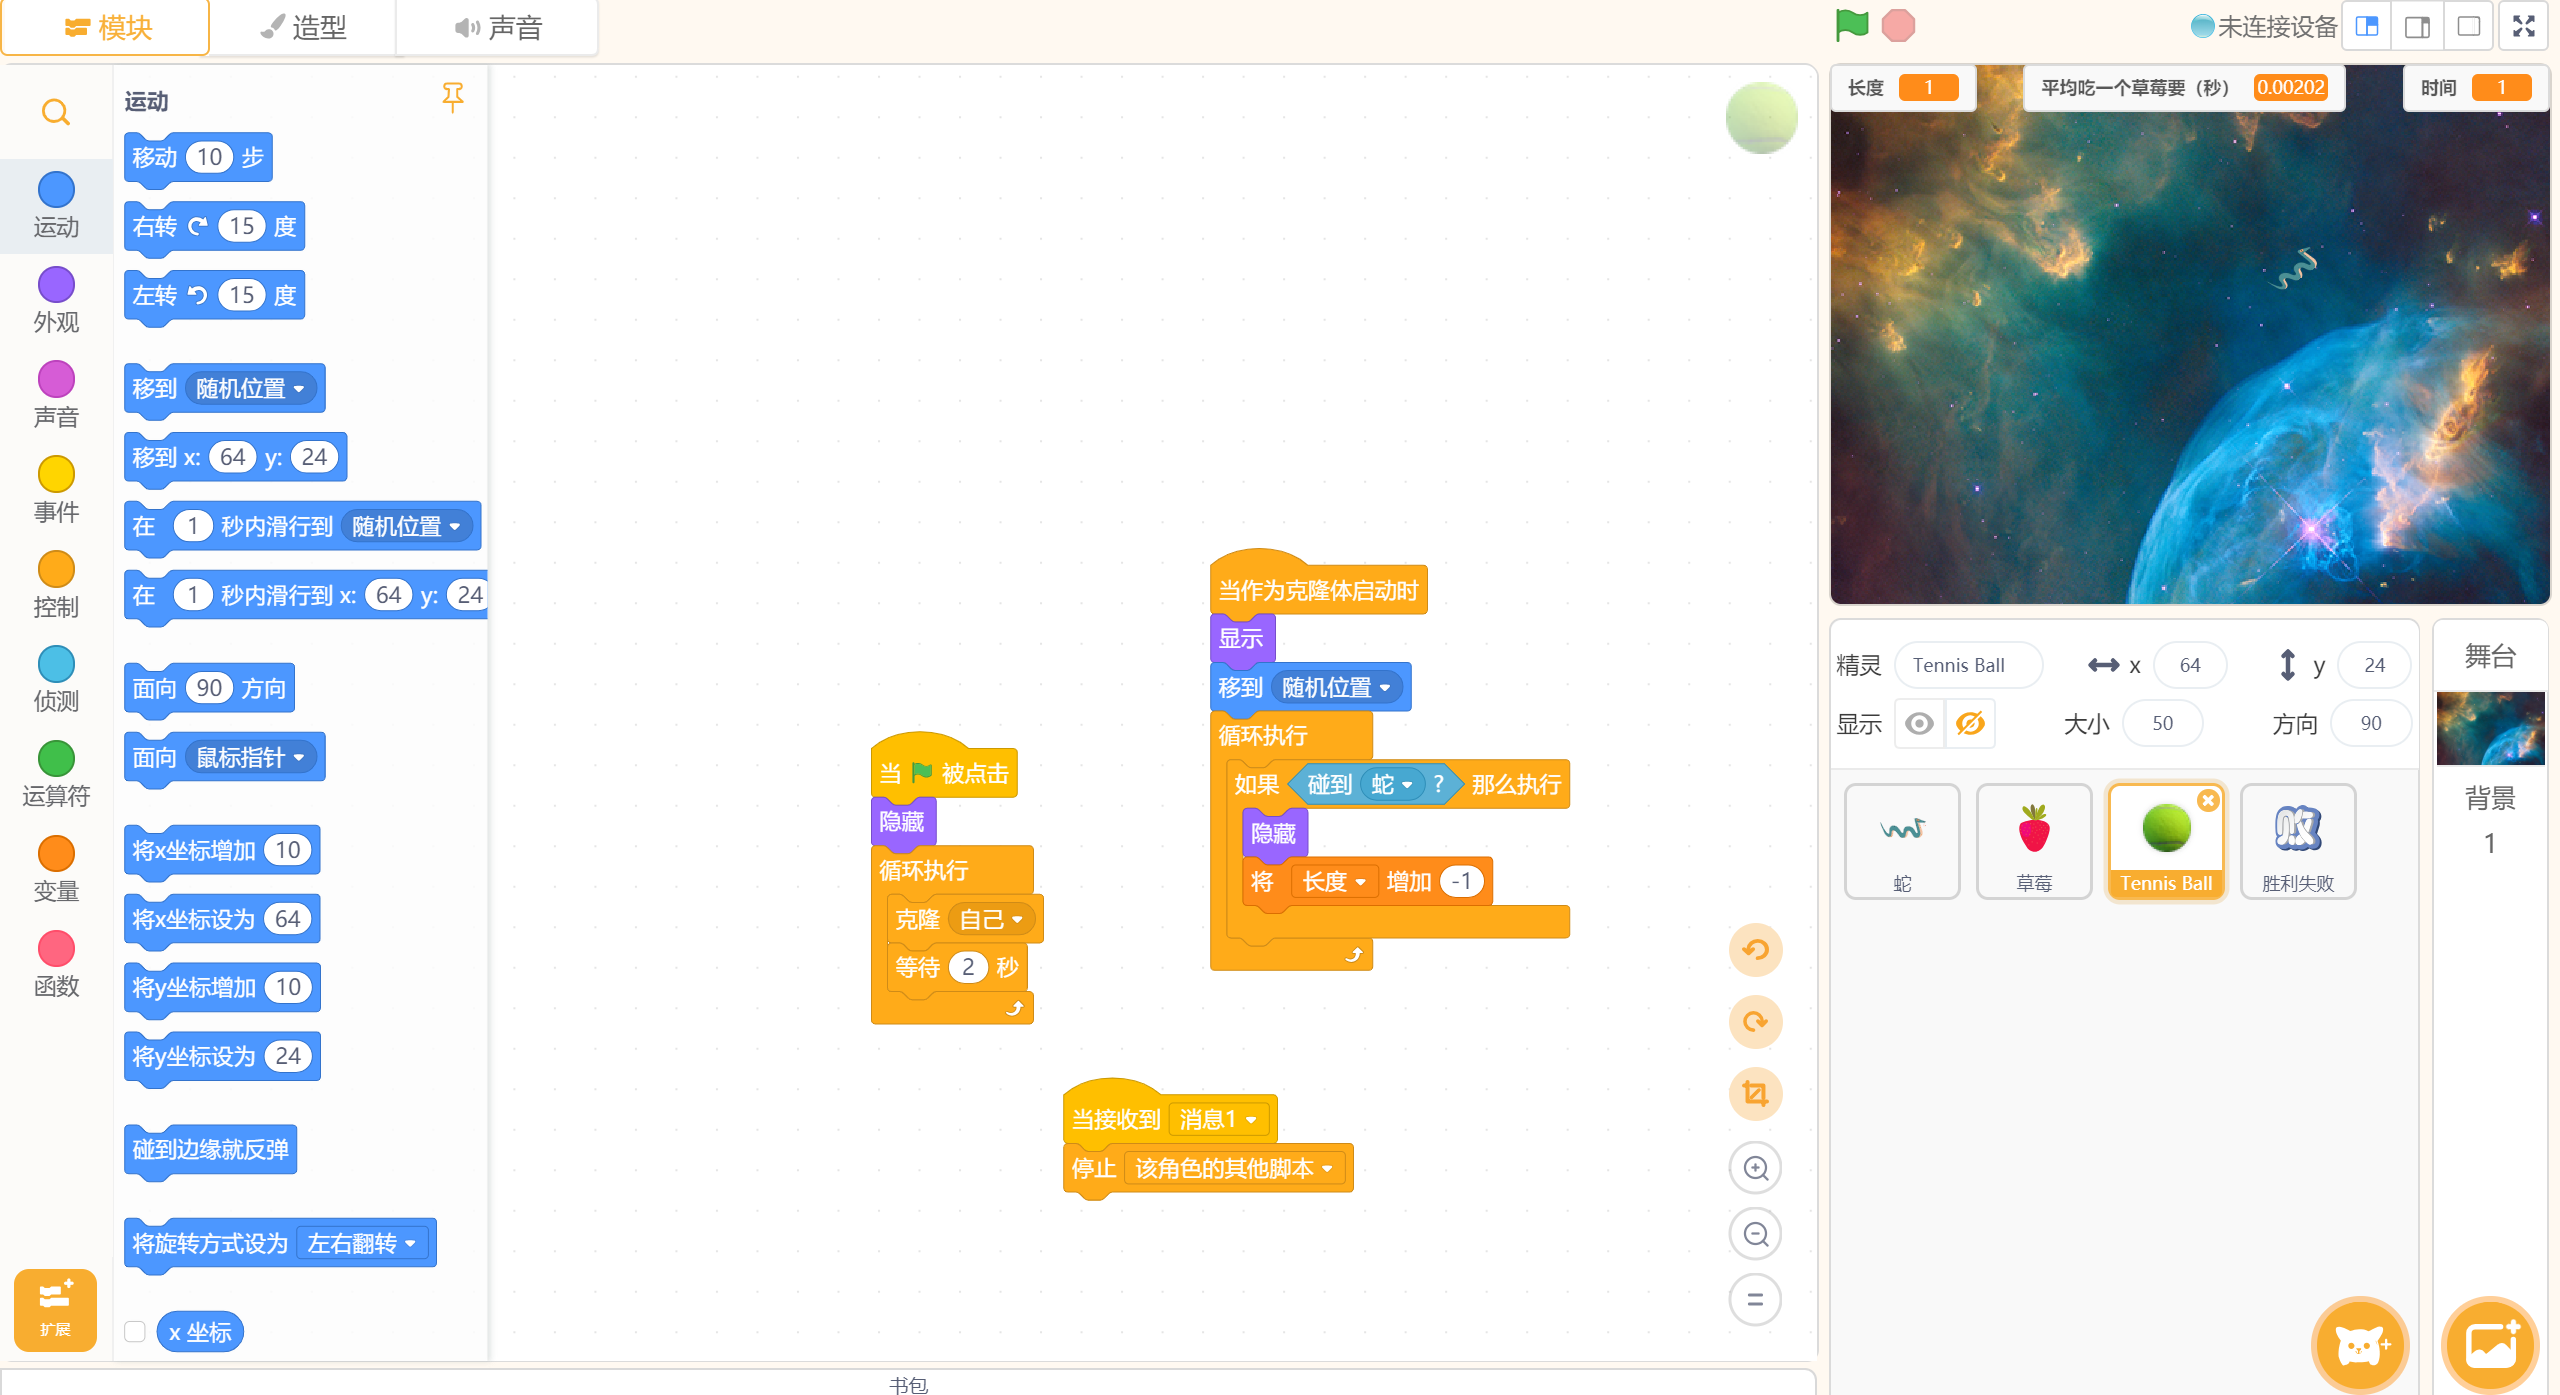 模块
造型
声音
未连接设备
运动
外观
声音
事件
控制
侦测
运算符
变量
函数
扩展
运动
移动 10 步
右转 15 度
左转 15 度
移到 随机位置
移到 x: 64 y: 24
在 1 秒内滑行到 随机位置
在 1 秒内滑行到 x: 64 y: 24
面向 90 方向
面向 鼠标指针
将x坐标增加 10
将x坐标设为 64
将y坐标增加 10
将y坐标设为 24
碰到边缘就反弹
将旋转方式设为 左右翻转
x 坐标
当 被点击
隐藏
循环执行
克隆 自己
等待 2 秒
当作为克隆体启动时
显示
移到 随机位置
循环执行
如果 碰到 蛇 ? 那么执行
隐藏
将 长度 增加 -1
当接收到 消息1
停止 该角色的其他脚本
书包
长度 1
平均吃一个草莓要（秒） 0.00202
时间 1
精灵 Tennis Ball x 64 y 24
显示 大小 50 方向 90
蛇
草莓
Tennis Ball
败
胜利失败
舞台
背景
1